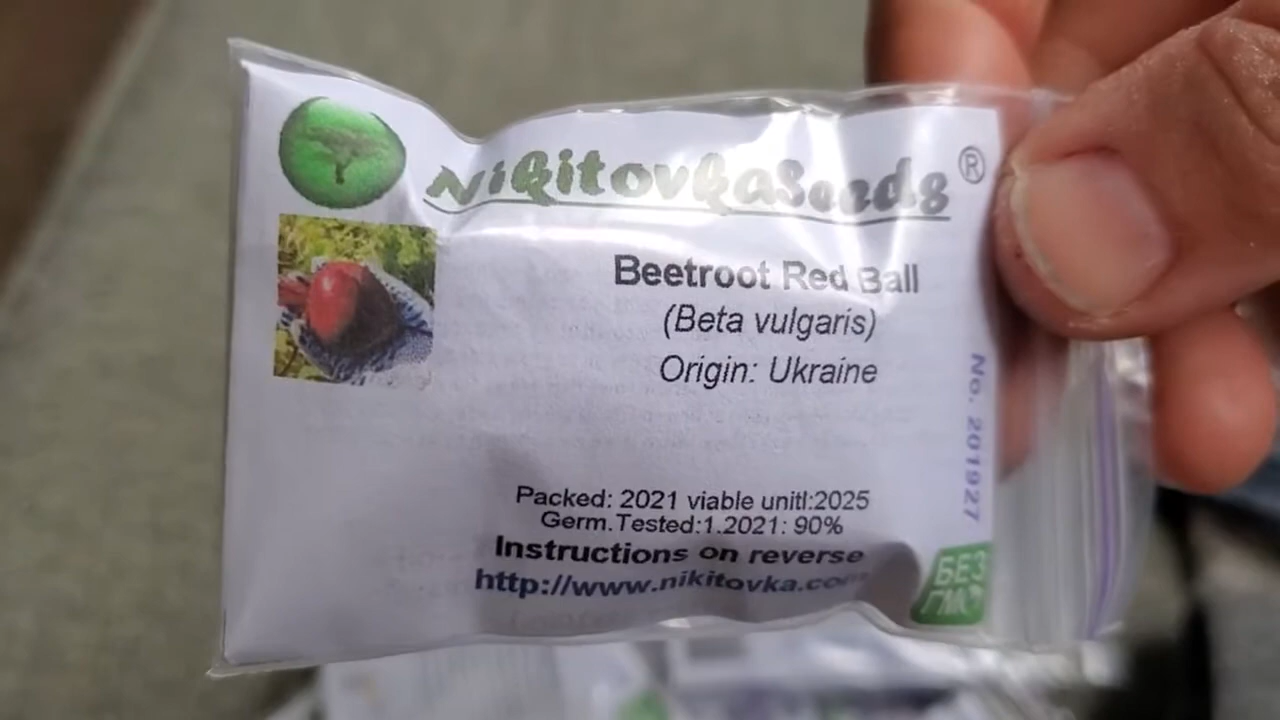 NikitovkaSeeds®
Beetroot Red Ball
(Beta vulgaris)
Origin: Ukraine
No. 201927
Packed: 2021 viable unitl:2025
Germ.Tested:1.2021: 90%
Instructions on reverse
http://www.nikitovka.com
БЕЗ
ГМО